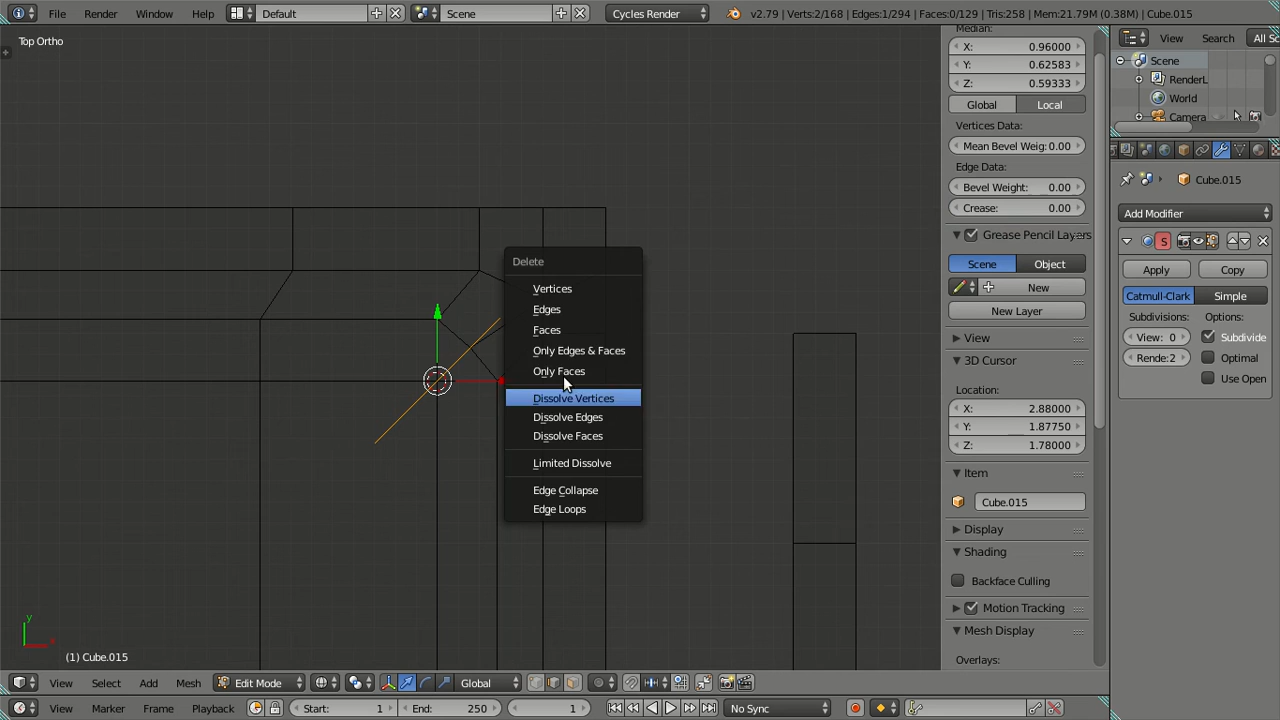 File Render Window Help Default Scene Cycles Render v2.79 | Verts:2/168 | Edges:1/294 | Faces:0/129 | Tris:258 | Mem:21.79M (0.38M) | Cube.015
Top Ortho
Median:
X: 0.96000
Y: 0.62583
Z: 0.59333
Global Local
Vertices Data:
Mean Bevel Weig: 0.00
Edge Data:
Bevel Weight: 0.00
Crease: 0.00
Grease Pencil Layers
Scene Object
New
New Layer
View
3D Cursor
Location:
X: 2.88000
Y: 1.87750
Z: 1.78000
Item
Cube.015
Display
Shading
Backface Culling
Motion Tracking
Mesh Display
Overlays:
View Search All Sc
Scene
RenderL
World
Camera
Cube.015
Add Modifier
S
Apply Copy
Catmull-Clark Simple
Subdivisions: Options:
View: 0 Subdivide
Rende: 2 Optimal
Use Open
Delete
Vertices
Edges
Faces
Only Edges & Faces
Only Faces
Dissolve Vertices
Dissolve Edges
Dissolve Faces
Limited Dissolve
Edge Collapse
Edge Loops
y
x
(1) Cube.015
View Select Add Mesh Edit Mode Global
View Marker Frame Playback Start: 1 End: 250 1 No Sync